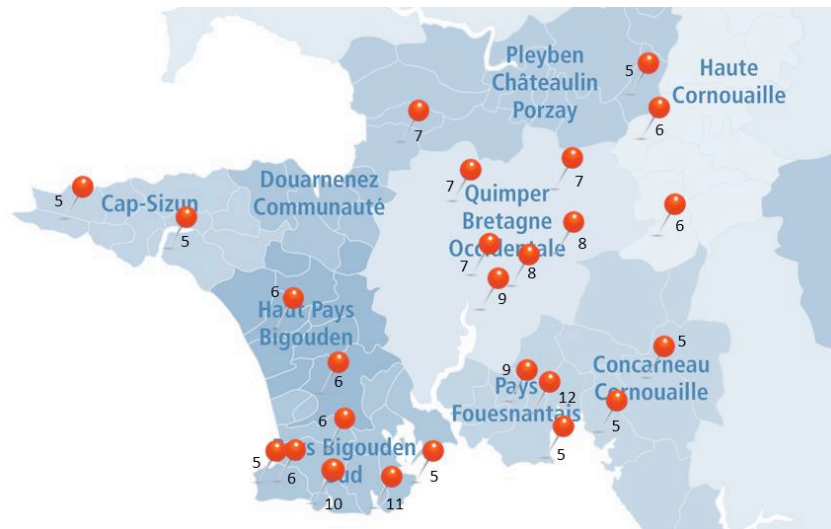 Pleyben
Châteaulin
Porzay
5
Haute
Cornouaille
6
7
7
7
Quimper
Bretagne
Occidentale
Douarnenez
Communauté
5
Cap-Sizun
5
6
8
7
8
9
6
Haut Pays
Bigouden
6
5
Concarneau
Cornouaille
9
12
Pays
Fouesnantais
5
5
6
Pays Bigouden
Sud
5
6
10
11
5